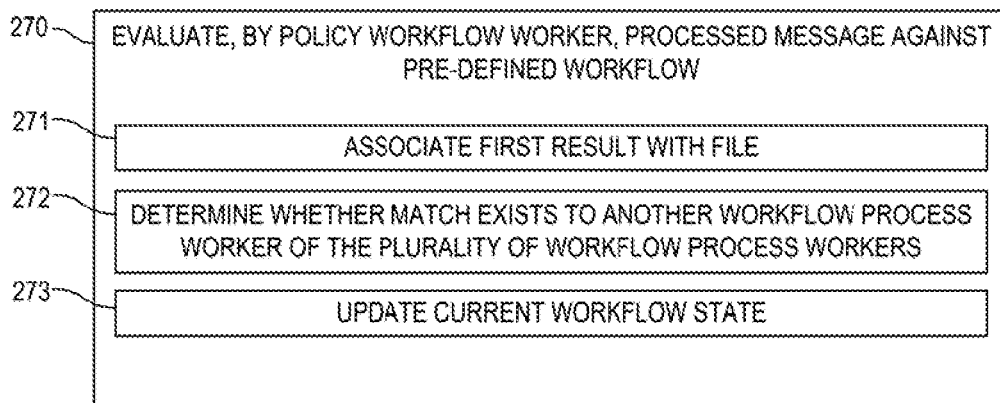 270 EVALUATE, BY POLICY WORKFLOW WORKER, PROCESSED MESSAGE AGAINST
PRE-DEFINED WORKFLOW
271 ASSOCIATE FIRST RESULT WITH FILE
272 DETERMINE WHETHER MATCH EXISTS TO ANOTHER WORKFLOW PROCESS
WORKER OF THE PLURALITY OF WORKFLOW PROCESS WORKERS
273 UPDATE CURRENT WORKFLOW STATE